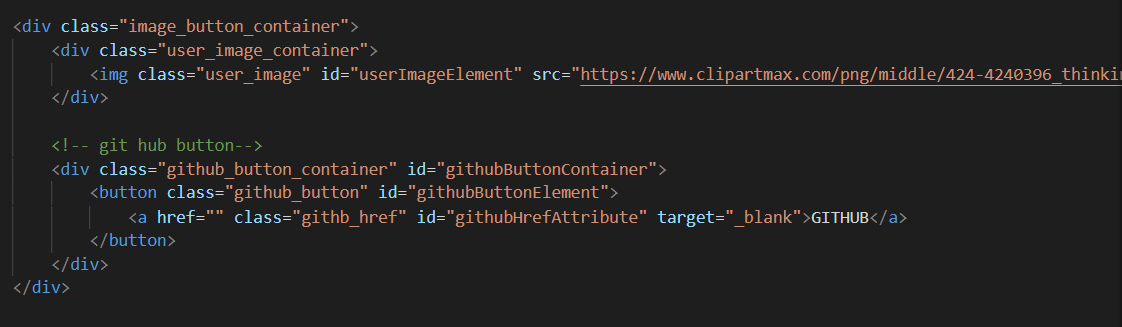 <div class="image_button_container">
<div class="user_image_container">
<img class="user_image" id="userImageElement" src="https://www.clipartmax.com/png/middle/424-4240396_thinkin
</div>
<!-- git hub button-->
<div class="github_button_container" id="githubButtonContainer">
<button class="github_button" id="githubButtonElement">
<a href="" class="githb_href" id="githubHrefAttribute" target="_blank">GITHUB</a>
</button>
</div>
</div>